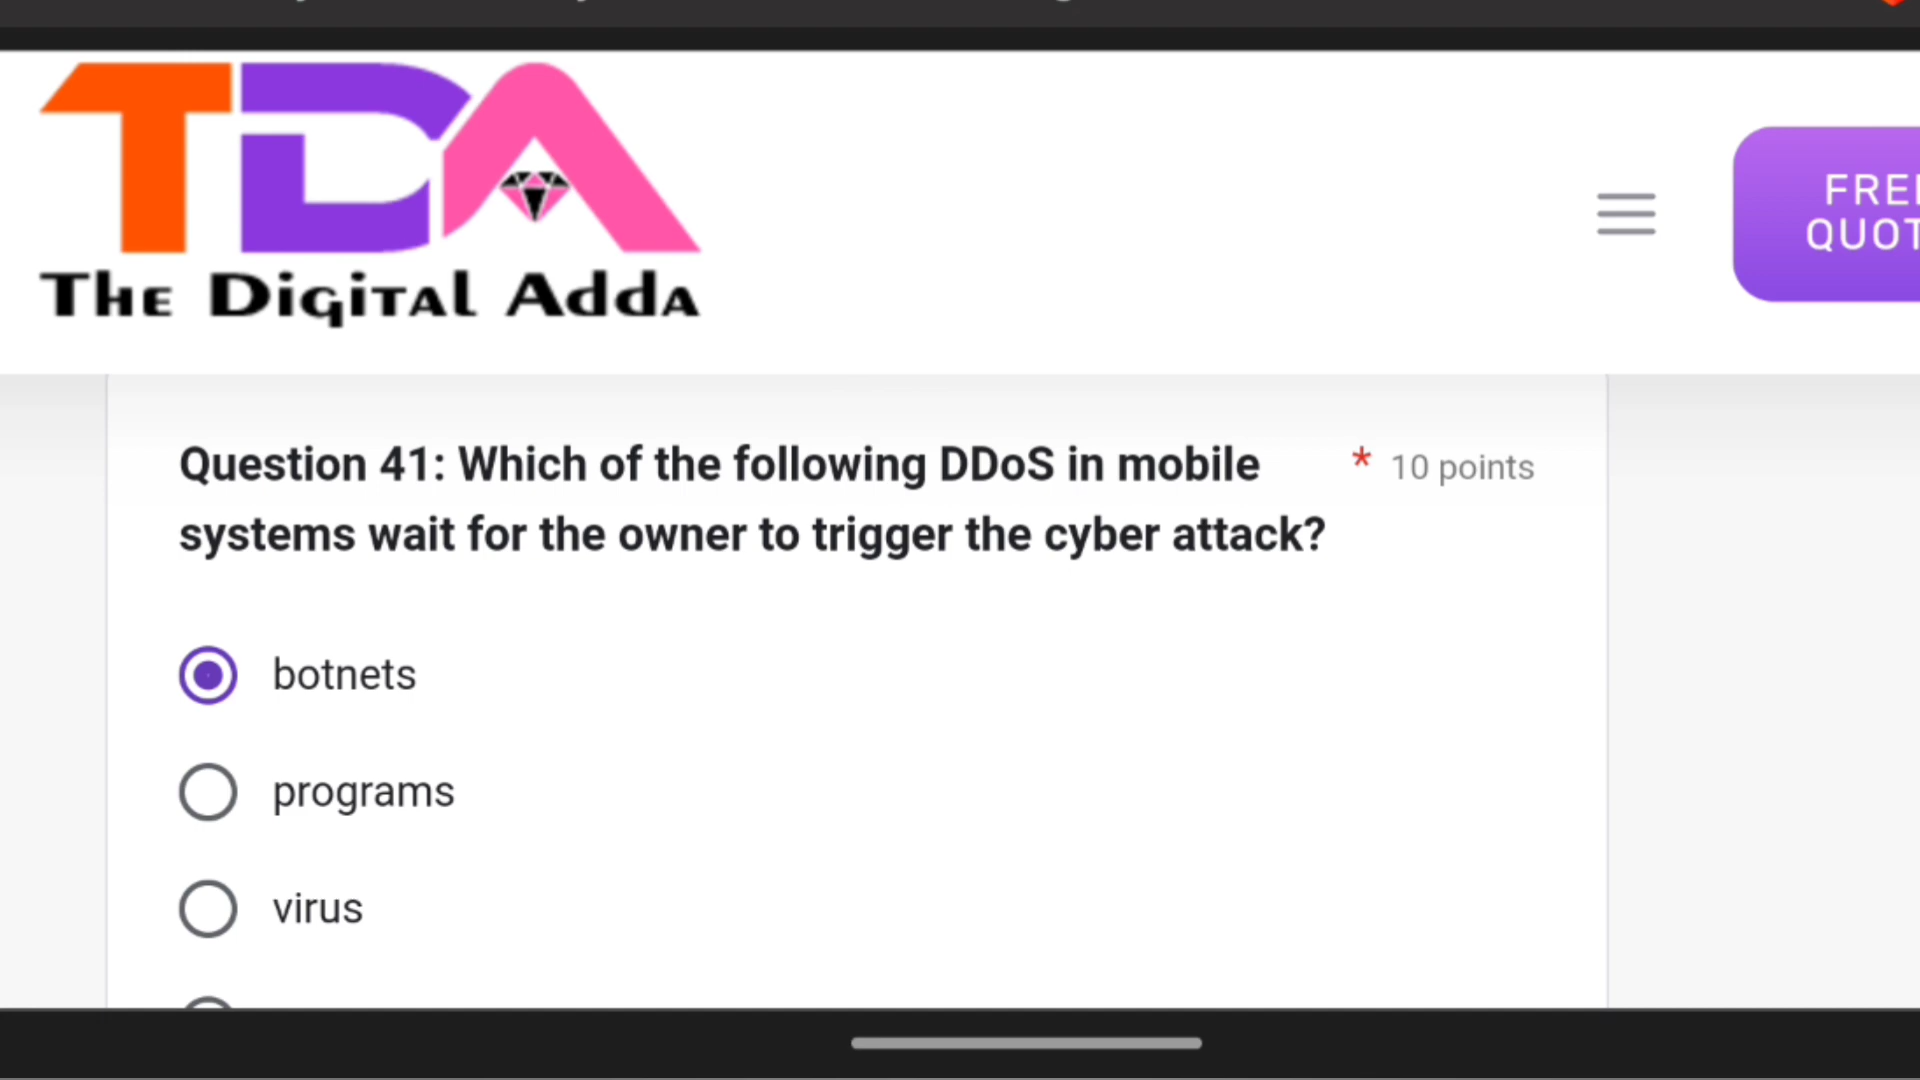 TDA
The Digital Adda
FREE
QUOT
Question 41: Which of the following DDoS in mobile
* 10 points
systems wait for the owner to trigger the cyber attack?
botnets
programs
virus